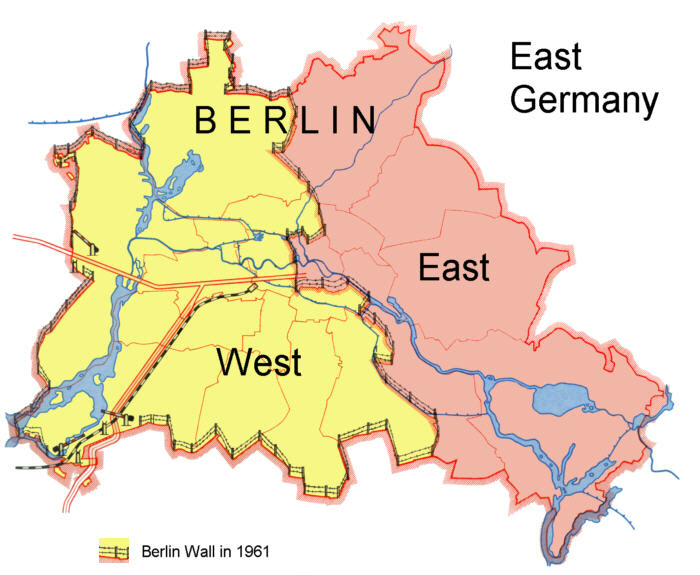 East
Germany
BERLIN
East
West
Berlin Wall in 1961